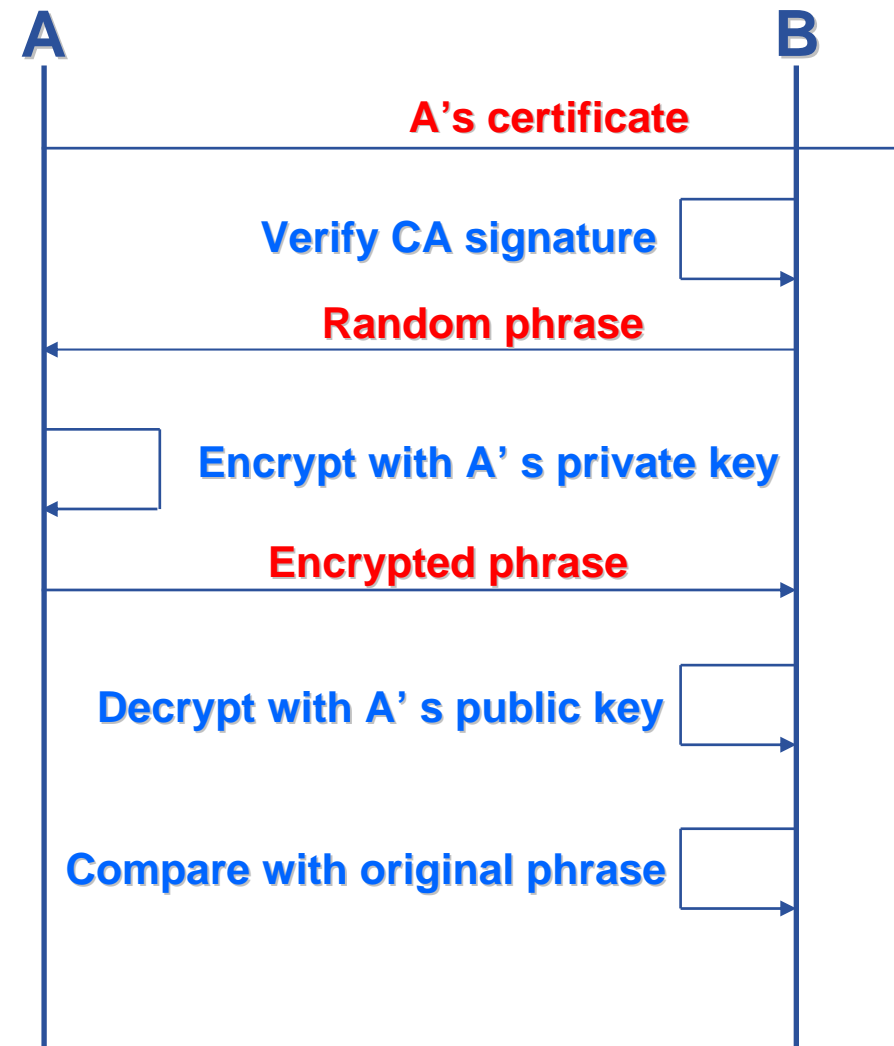 A
B
A’s certificate
Verify CA signature
Random phrase
Encrypt with A’ s private key
Encrypted phrase
Decrypt with A’ s public key
Compare with original phrase